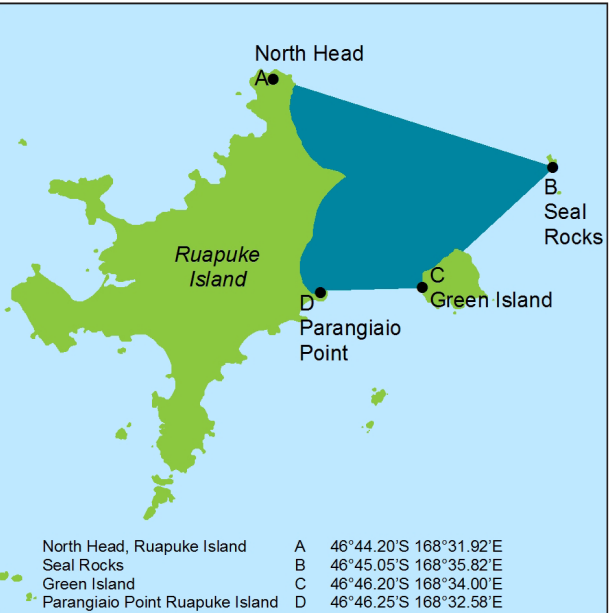 North Head
A
B
Seal
Rocks
Ruapuke
Island
C
Green Island
D
Parangiaio
Point
North Head, Ruapuke Island A 46°44.20'S 168°31.92'E
Seal Rocks B 46°45.05'S 168°35.82'E
Green Island C 46°46.20'S 168°34.00'E
Parangiaio Point Ruapuke Island D 46°46.25'S 168°32.58'E